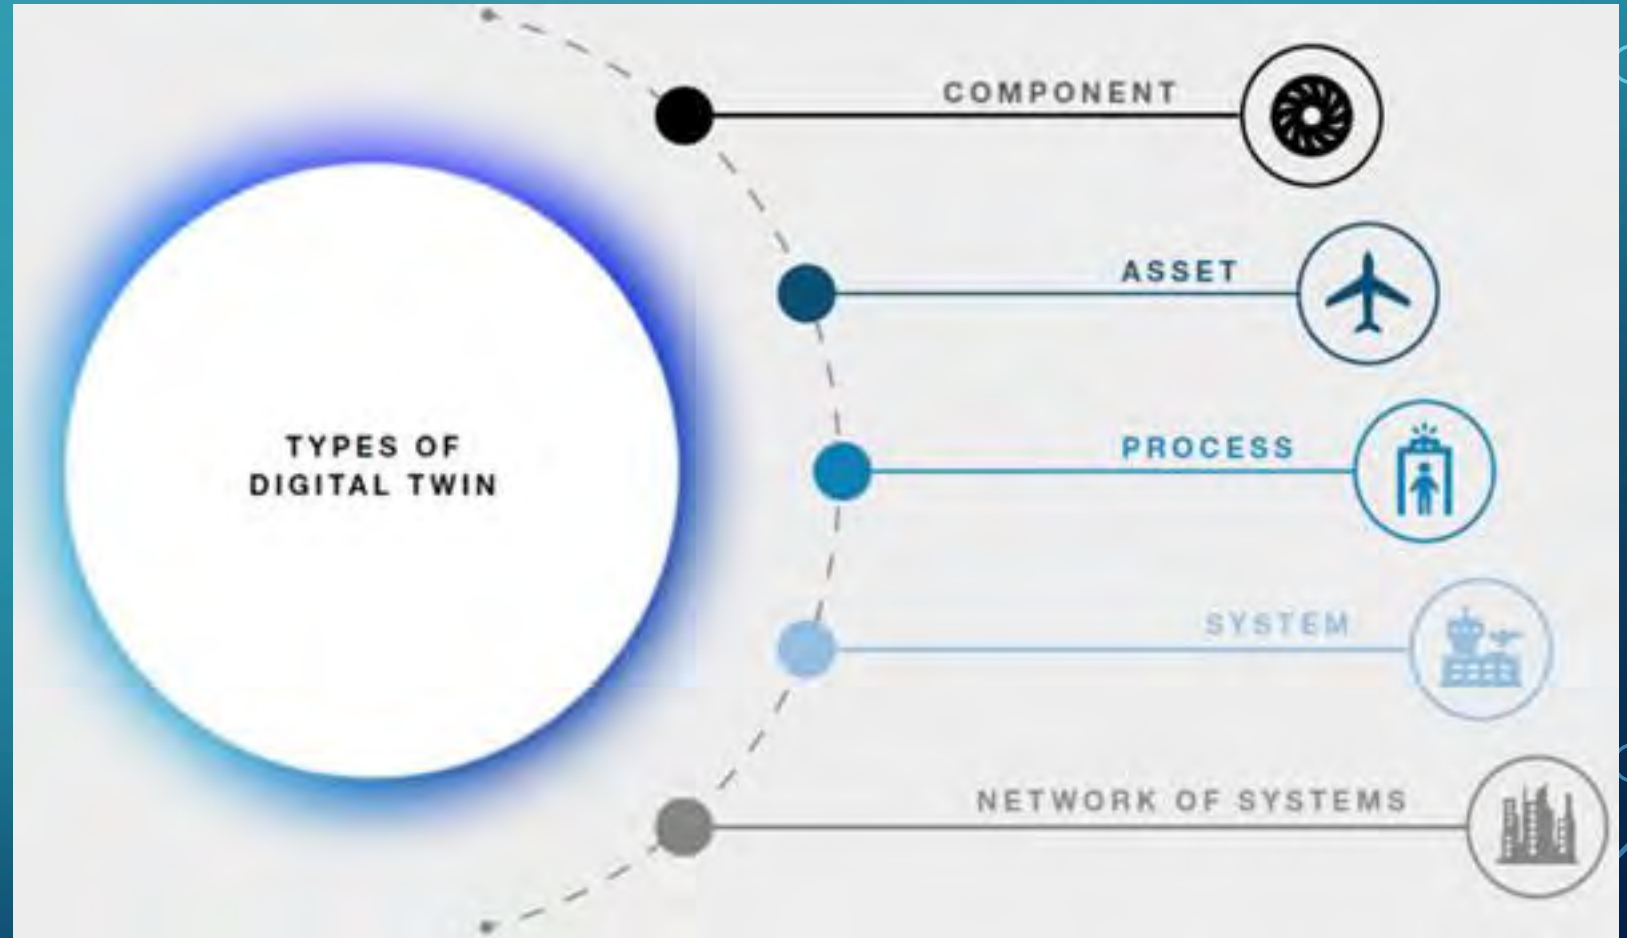 COMPONENT
ASSET
TYPES OF
DIGITAL TWIN
PROCESS
SYSTEM
NETWORK OF SYSTEMS